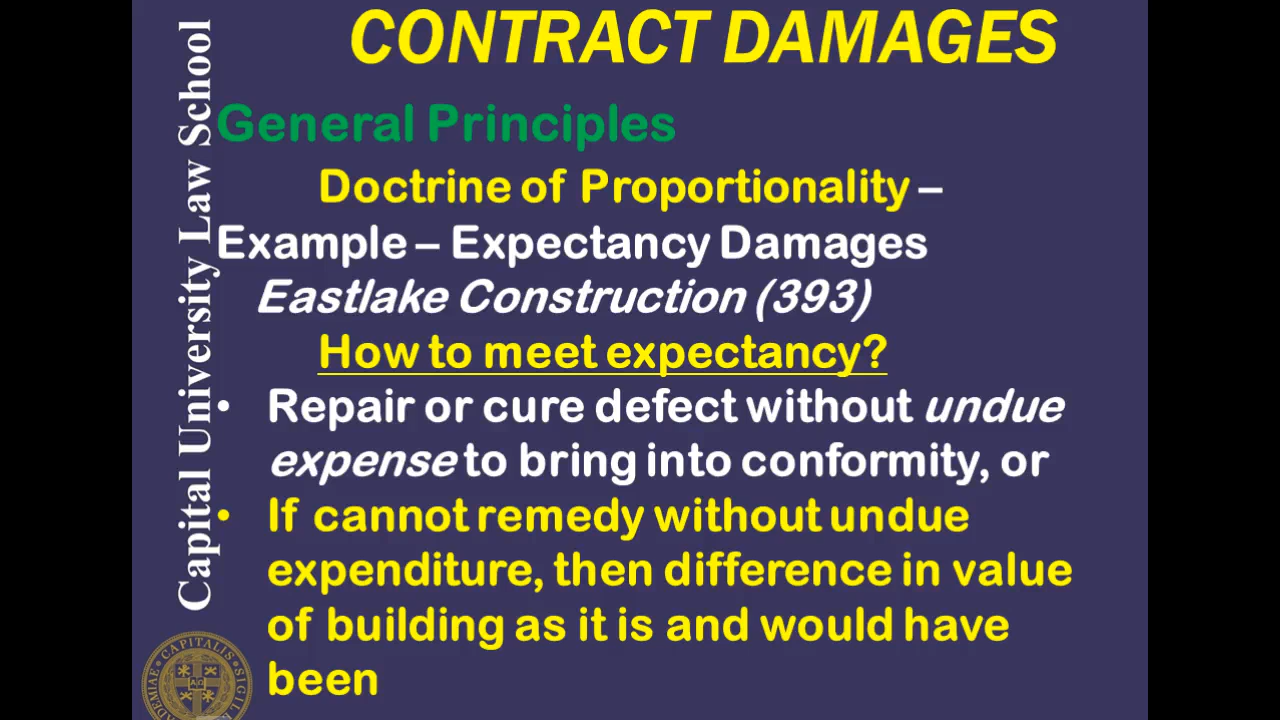 CONTRACT DAMAGES
Capital University Law School
General Principles
Doctrine of Proportionality –
Example – Expectancy Damages
Eastlake Construction (393)
How to meet expectancy?
• Repair or cure defect without undue
expense to bring into conformity, or
• If cannot remedy without undue
expenditure, then difference in value
of building as it is and would have
been
CAPITALIS